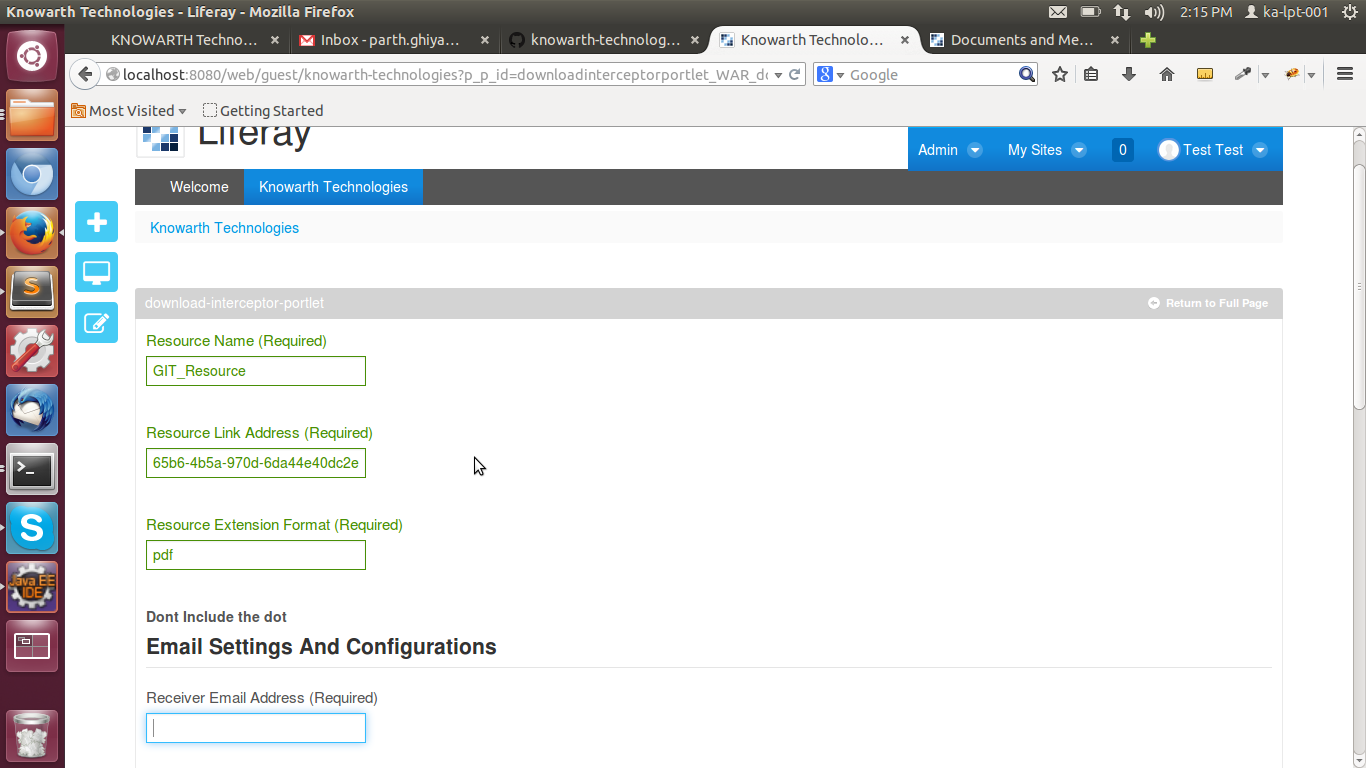 Knowarth Technologies - Liferay - Mozilla Firefox
2:15 PM ka-lpt-001
KNOWARTH Techno...
Inbox - parth.ghiya...
knowarth-technolog...
Knowarth Technolo...
Documents and Me...
localhost:8080/web/guest/knowarth-technologies?p_p_id=downloadinterceptorportlet_WAR_do
8 Google
Most Visited
Getting Started
Liferay
Admin
My Sites
0
Test Test
Welcome
Knowarth Technologies
Knowarth Technologies
download-interceptor-portlet
Return to Full Page
Resource Name (Required)
GIT_Resource
Resource Link Address (Required)
65b6-4b5a-970d-6da44e40dc2e
Resource Extension Format (Required)
pdf
Dont Include the dot
Email Settings And Configurations
Receiver Email Address (Required)
S
>_
S
Java EE
IDE